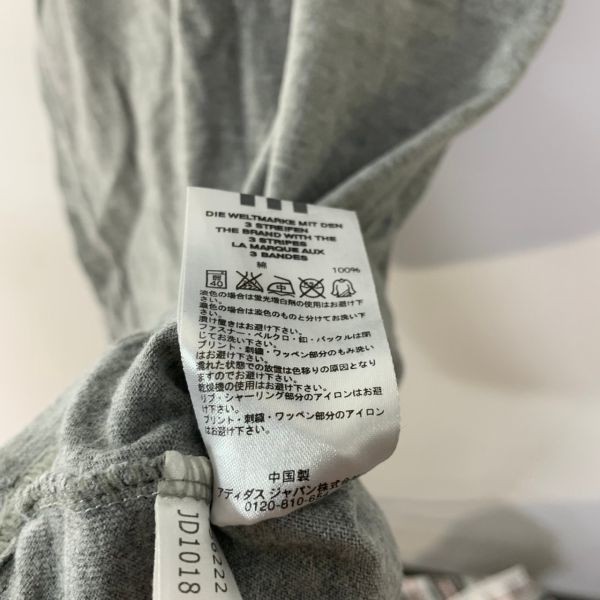 DIE WELTMARKE MIT DEN
3 STREIFEN
THE BRAND WITH THE
3 STRIPES
LA MARQUE AUX
3 BANDES
綿 100%
40
淡色の場合は蛍光増白剤の使用はお避け下
さい。
濃色の場合は淡色のものと分けてお洗い下
さい。
漬け置きはお避け下さい。
ファスナー・ベルクロ・釦・バックルは閉
じてお洗い下さい。
プリント・刺繍・ワッペン部分のもみ洗い
はお避け下さい。
濡れた状態での放置は色移りの原因となり
ますのでお避け下さい。
乾燥機の使用はお避け下さい。
リブ・シャーリング部分のアイロンはお避
け下さい。
プリント・刺繍・ワッペン部分のアイロン
はお避け下さい。
中国製
アディダス ジャパン株式会社
0120-810-
6222
JD1018